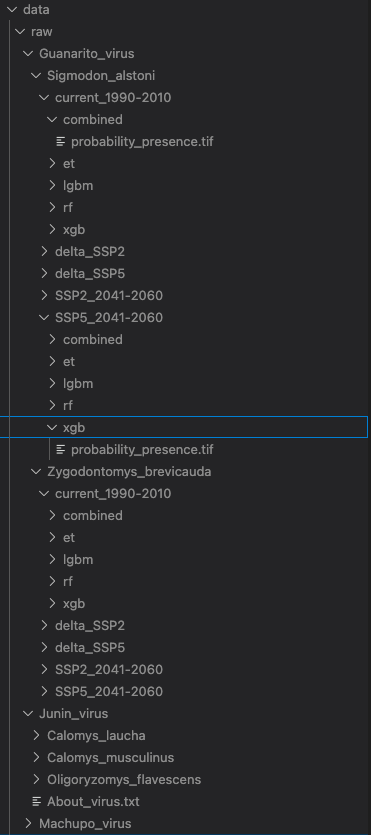 data
raw
Guanarito_virus
Sigmodon_alstoni
current_1990-2010
combined
probability_presence.tif
et
lgbm
rf
xgb
delta_SSP2
delta_SSP5
SSP2_2041-2060
SSP5_2041-2060
combined
et
lgbm
rf
xgb
probability_presence.tif
Zygodontomys_brevicauda
current_1990-2010
combined
et
lgbm
rf
xgb
delta_SSP2
delta_SSP5
SSP2_2041-2060
SSP5_2041-2060
Junin_virus
Calomys_laucha
Calomys_musculinus
Oligoryzomys_flavescens
About_virus.txt
Machupo_virus